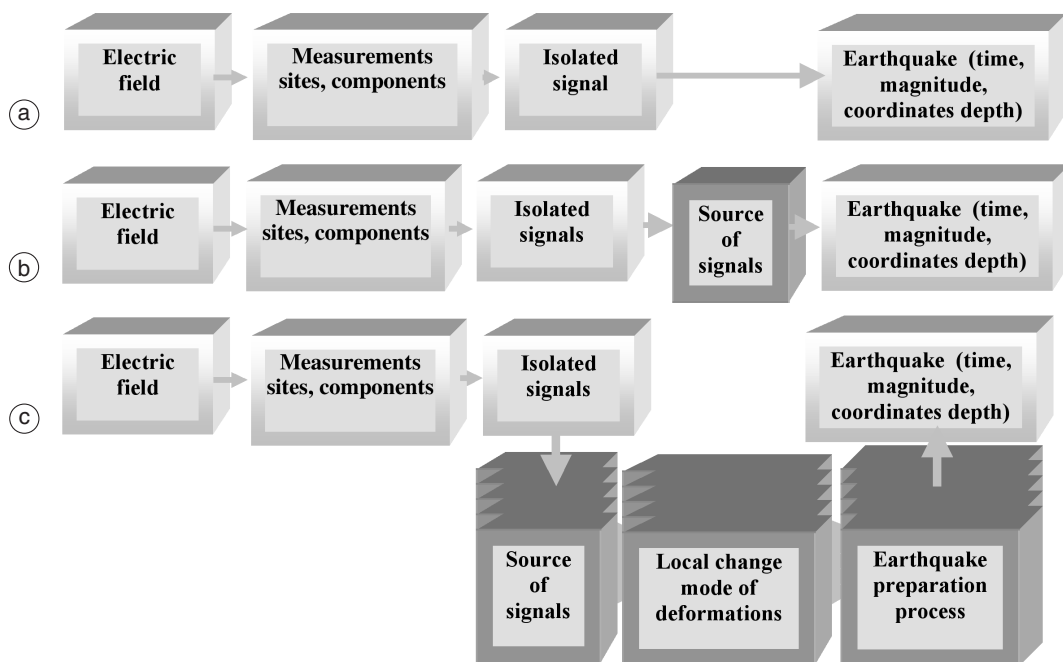 a
Electric
field
Measurements
sites, components
Isolated
signal
Earthquake (time,
magnitude,
coordinates depth)
b
Electric
field
Measurements
sites, components
Isolated
signals
Source
of
signals
Earthquake (time,
magnitude,
coordinates depth)
c
Electric
field
Measurements
sites, components
Isolated
signals
Earthquake (time,
magnitude,
coordinates depth)
Source
of
signals
Local change
mode of
deformations
Earthquake
preparation
process